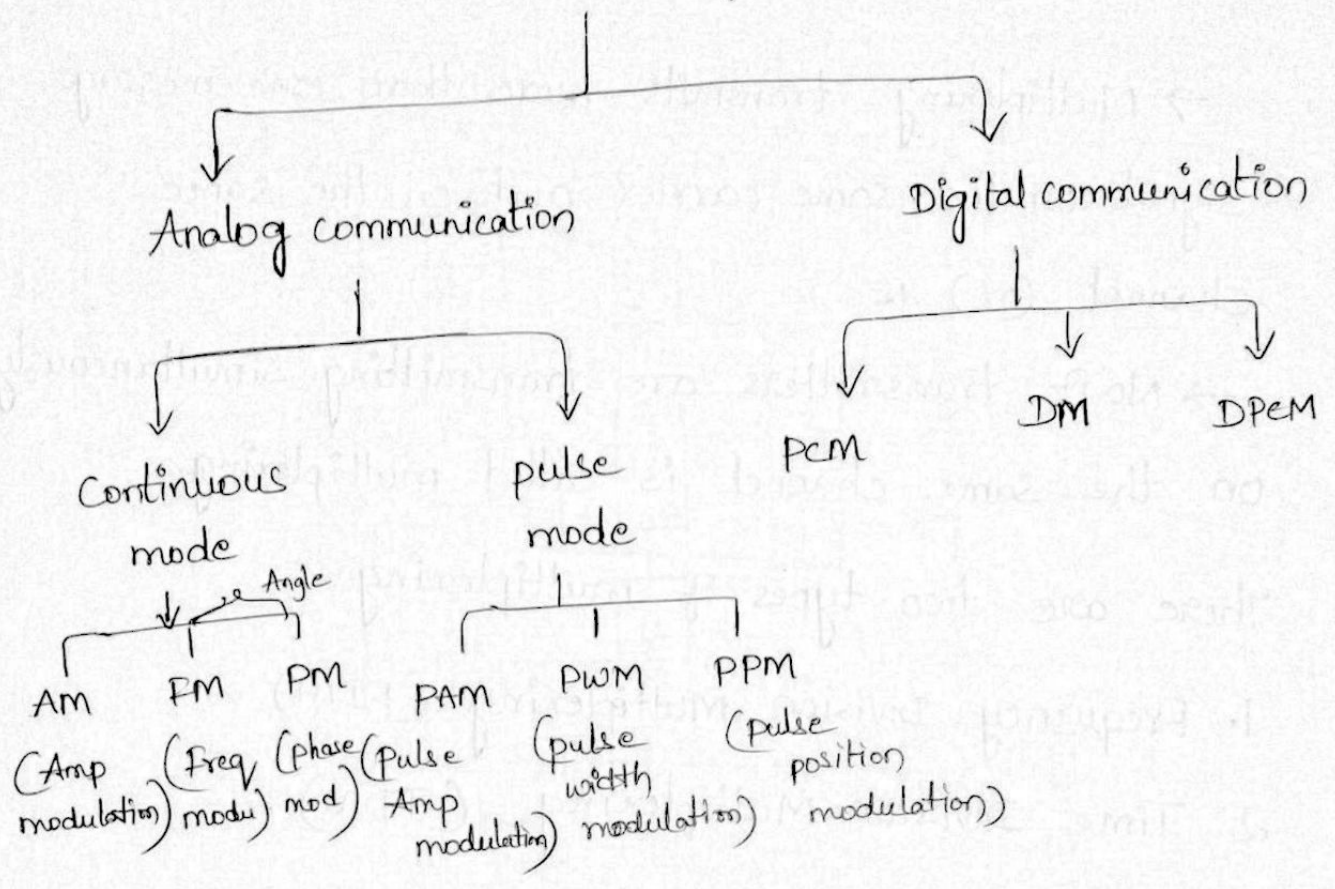 Analog communication
Digital communication
Continuous
mode
pulse
mode
PCM
DM
DPCM
Angle
AM
FM
PM
PAM
PWM
PPM
(Amp
modulation)
(Freq
modu)
(phase
mod)
(Pulse
Amp
modulation)
(pulse
width
modulation)
(pulse
position
modulation)